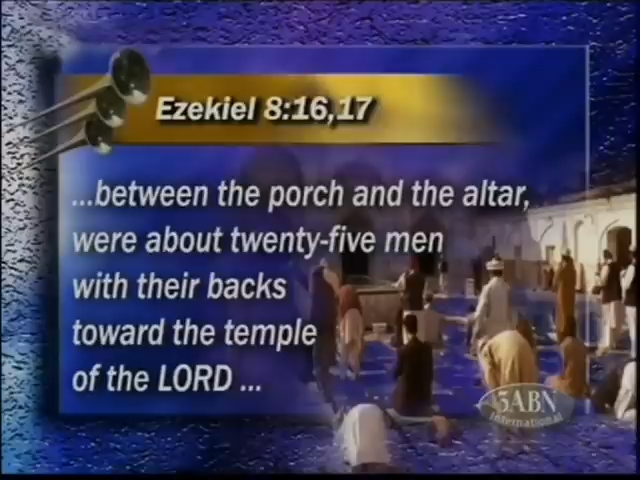 Ezekiel 8:16,17
...between the porch and the altar,
were about twenty-five men
with their backs
toward the temple
of the LORD ...
3ABN
International